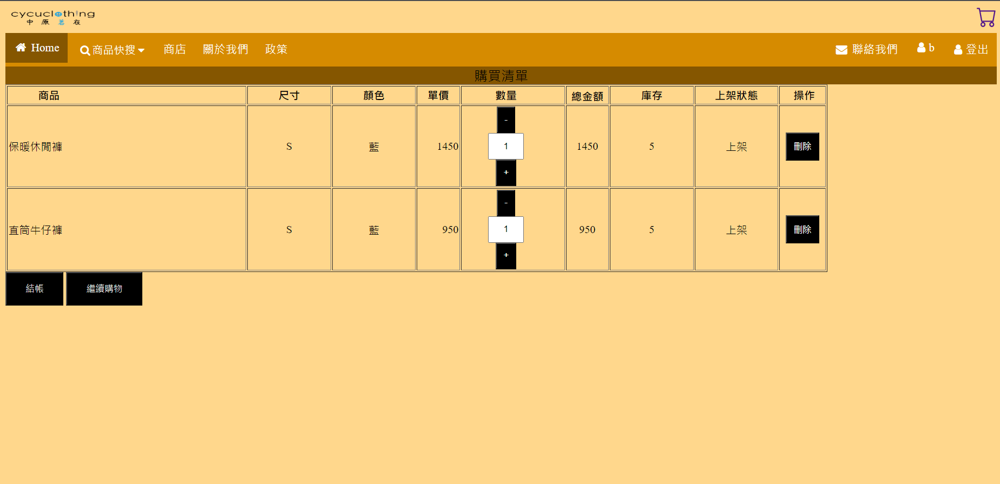 cycuclothing
中原著衣
Home 商品快搜 商店 關於我們 政策 聯絡我們 b 登出
購買清單
商品 尺寸 顏色 單價 數量 總金額 庫存 上架狀態 操作
-
保暖休閒褲 S 藍 1450 1 1450 5 上架 刪除
+
-
直筒牛仔褲 S 藍 950 1 950 5 上架 刪除
+
結帳 繼續購物